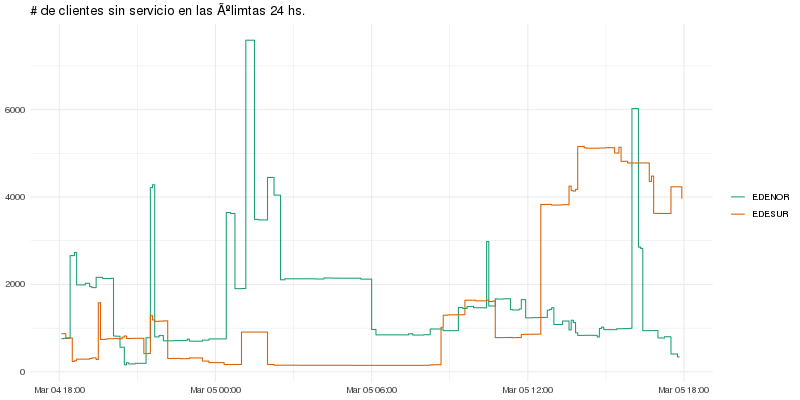 # de clientes sin servicio en las Ãºlimtas 24 hs.
6000
4000
2000
0
Mar 04 18:00
Mar 05 00:00
Mar 05 06:00
Mar 05 12:00
Mar 05 18:00
EDENOR
EDESUR